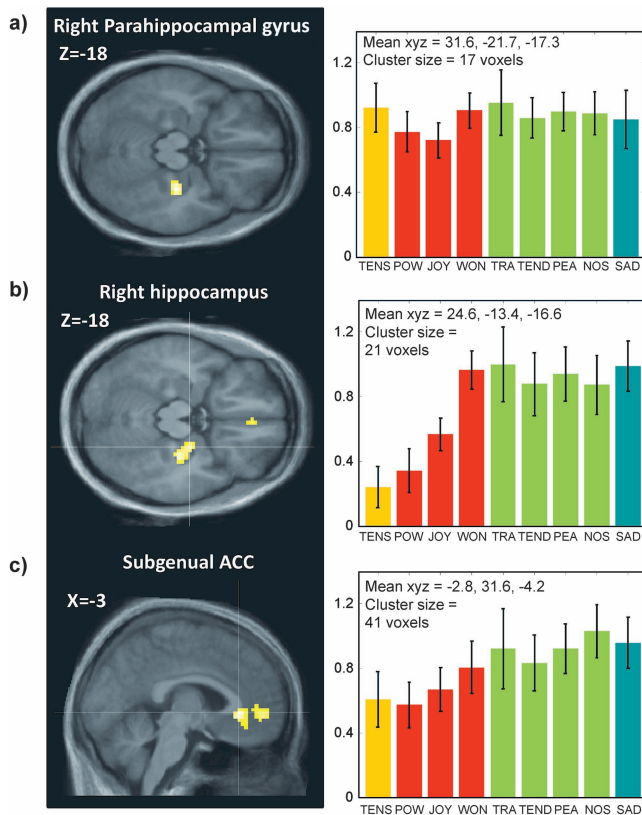 a)
Right Parahippocampal gyrus
Z=-18
Mean xyz = 31.6, -21.7, -17.3
Cluster size = 17 voxels
1.2
0.8
0.4
0
TENS POW JOY WON TRA TEND PEA NOS SAD
b)
Right hippocampus
Z=-18
Mean xyz = 24.6, -13.4, -16.6
Cluster size =
21 voxels
1.2
0.8
0.4
0
TENS POW JOY WON TRA TEND PEA NOS SAD
c)
Subgenual ACC
X=-3
Mean xyz = -2.8, 31.6, -4.2
Cluster size =
41 voxels
1.2
0.8
0.4
0
TENS POW JOY WON TRA TEND PEA NOS SAD